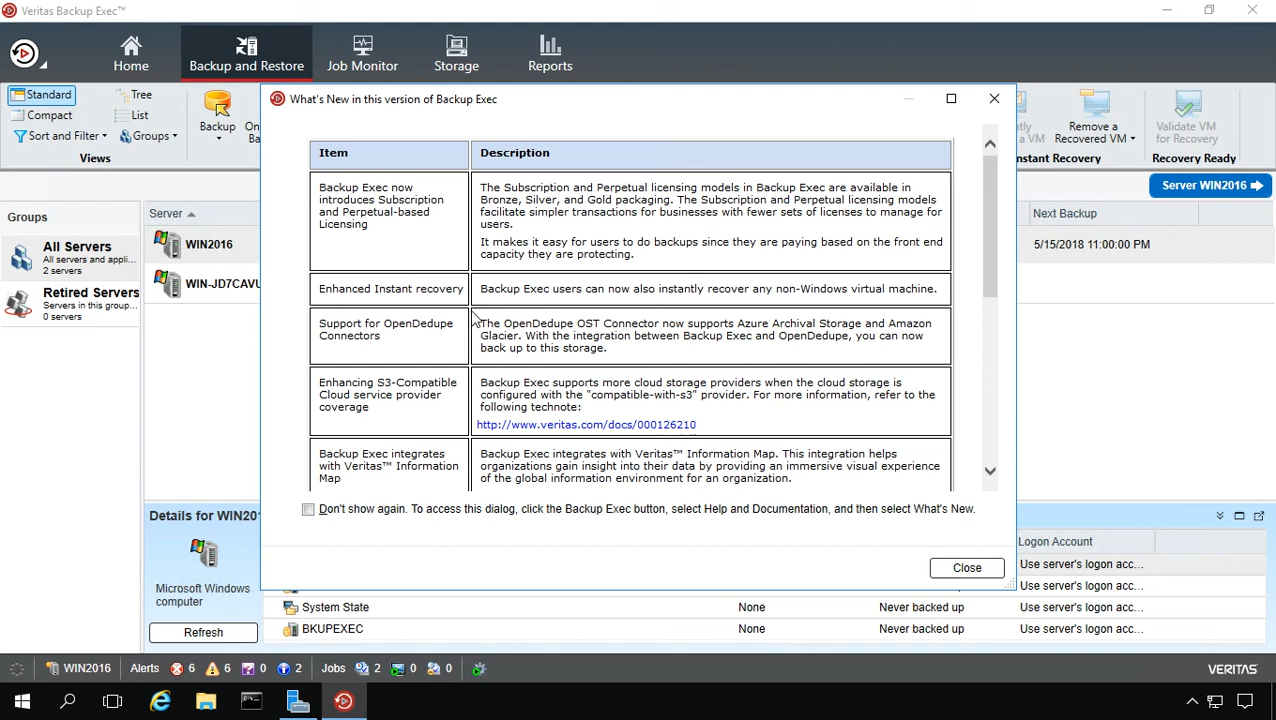 Veritas Backup Exec™
Home
Backup and Restore
Job Monitor
Storage
Reports
Standard
Tree
Compact
List
Sort and Filter
Groups
Views
Backup
Remove a
Recovered VM
Validate VM
for Recovery
a VM
nstant Recovery
Recovery Ready
Server WIN2016
What's New in this version of Backup Exec
Item
Description
Backup Exec now
introduces Subscription
and Perpetual-based
Licensing
The Subscription and Perpetual licensing models in Backup Exec are available in
Bronze, Silver, and Gold packaging. The Subscription and Perpetual licensing models
facilitate simpler transactions for businesses with fewer sets of licenses to manage for
users.
It makes it easy for users to do backups since they are paying based on the front end
capacity they are protecting.
Enhanced Instant recovery
Backup Exec users can now also instantly recover any non-Windows virtual machine.
Support for OpenDedupe
Connectors
The OpenDedupe OST Connector now supports Azure Archival Storage and Amazon
Glacier. With the integration between Backup Exec and OpenDedupe, you can now
back up to this storage.
Enhancing S3-Compatible
Cloud service provider
coverage
Backup Exec supports more cloud storage providers when the cloud storage is
configured with the "compatible-with-s3" provider. For more information, refer to the
following technote:
http://www.veritas.com/docs/000126210
Backup Exec integrates
with Veritas™ Information
Map
Backup Exec integrates with Veritas™ Information Map. This integration helps
organizations gain insight into their data by providing an immersive visual experience
of the global information environment for an organization.
Don't show again. To access this dialog, click the Backup Exec button, select Help and Documentation, and then select What's New.
Close
Groups
All Servers
All servers and appli...
2 servers
Retired Servers
Servers in this group...
0 servers
Server
WIN2016
WIN-JD7CAVU
Next Backup
5/15/2018 11:00:00 PM
Details for WIN201
Microsoft Windows
computer
Refresh
Logon Account
Use server's logon acc...
Use server's logon acc...
System State
None
Never backed up
Use server's logon acc...
BKUPEXEC
None
Never backed up
Use server's logon acc...
WIN2016
Alerts
6
6
0
2
Jobs
2
0
0
VERITAS